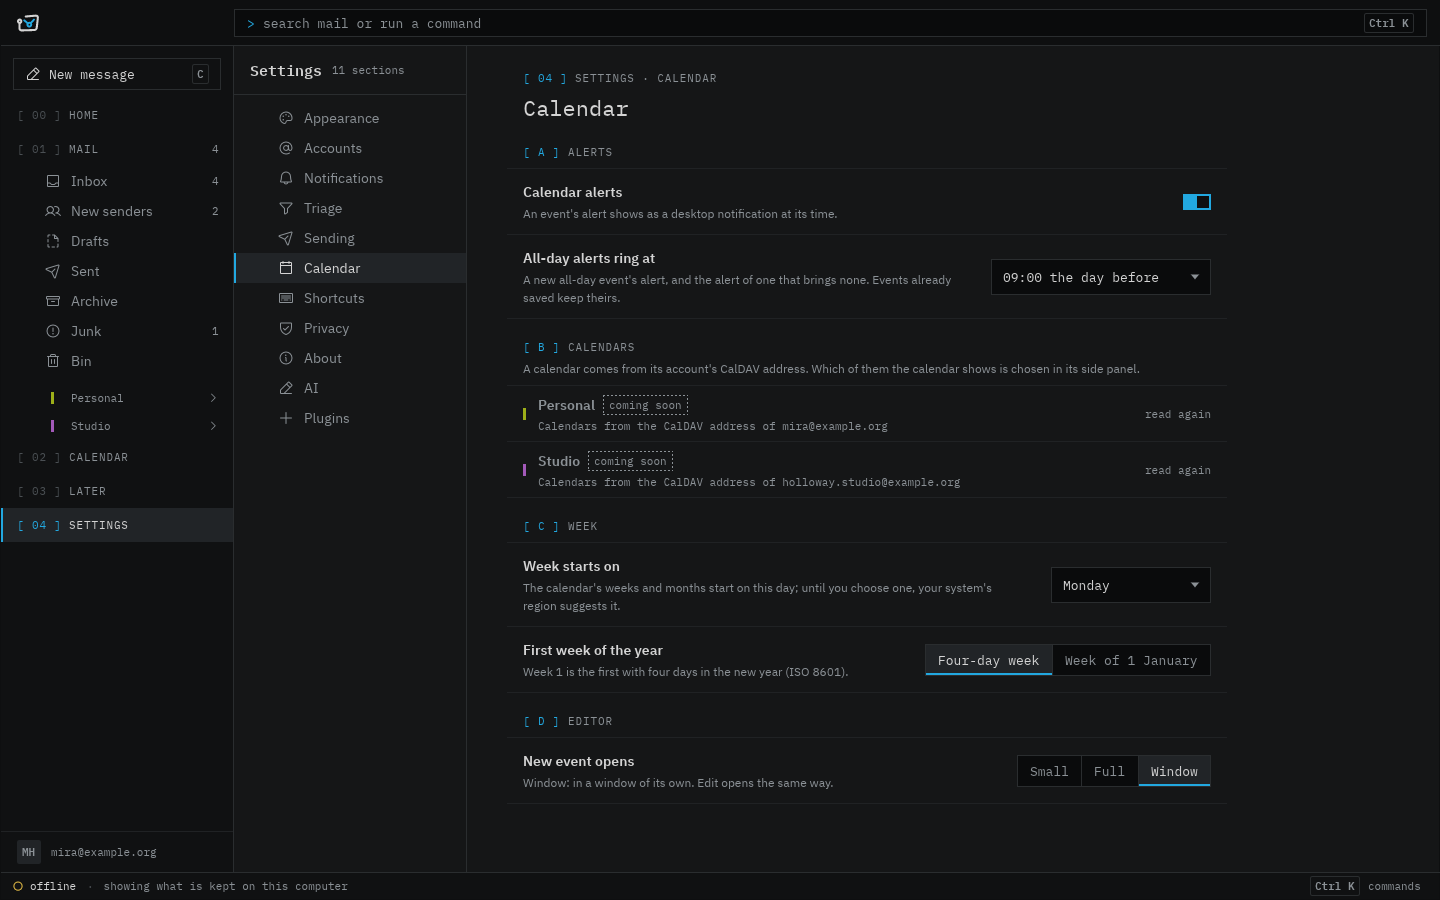 > search mail or run a command
Ctrl K
New message
C
[ 00 ] HOME
[ 01 ] MAIL 4
Inbox 4
New senders 2
Drafts
Sent
Archive
Junk 1
Bin
Personal
Studio
[ 02 ] CALENDAR
[ 03 ] LATER
[ 04 ] SETTINGS
MH mira@example.org
Settings 11 sections
Appearance
Accounts
Notifications
Triage
Sending
Calendar
Shortcuts
Privacy
About
AI
Plugins
[ 04 ] SETTINGS · CALENDAR
Calendar
[ A ] ALERTS
Calendar alerts
An event's alert shows as a desktop notification at its time.
All-day alerts ring at
A new all-day event's alert, and the alert of one that brings none. Events already
saved keep theirs.
09:00 the day before
[ B ] CALENDARS
A calendar comes from its account's CalDAV address. Which of them the calendar shows is chosen in its side panel.
Personal coming soon
Calendars from the CalDAV address of mira@example.org
read again
Studio coming soon
Calendars from the CalDAV address of holloway.studio@example.org
read again
[ C ] WEEK
Week starts on
The calendar's weeks and months start on this day; until you choose one, your system's
region suggests it.
Monday
First week of the year
Week 1 is the first with four days in the new year (ISO 8601).
Four-day week
Week of 1 January
[ D ] EDITOR
New event opens
Window: in a window of its own. Edit opens the same way.
Small
Full
Window
offline · showing what is kept on this computer
Ctrl K commands